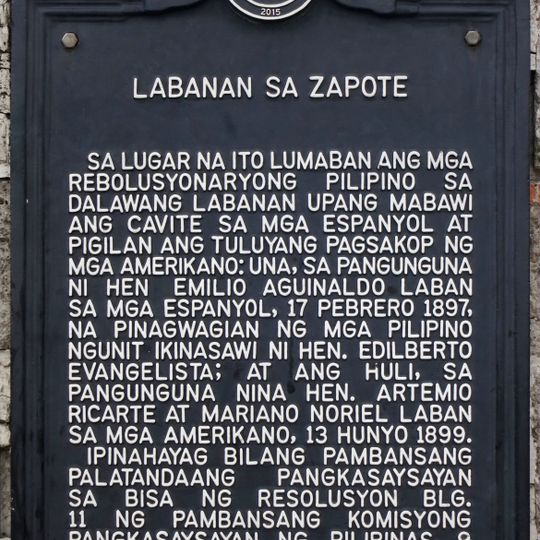 2015
LABANAN SA ZAPOTE
SA LUGAR NA ITO LUMABAN ANG MGA
REBOLUSYONARYONG PILIPINO SA
DALAWANG LABANAN UPANG MABAWI
ANG CAVITE SA MGA ESPANYOL AT
PIGILAN ANG TULUYANG PAGSAKOP NG
MGA AMERIKANO: UNA, SA PANGUNGUNA
NI HEN EMILIO AGUINALDO LABAN
SA MGA ESPANYOL, 17 PEBRERO 1897,
NA PINAGWAGIAN NG MGA PILIPINO
NGUNIT IKINASAWI NI HEN. EDILBERTO
EVANGELISTA; AT ANG HULI, SA
PANGUNGUNA NINA HEN. ARTEMIO
RICARTE AT MARIANO NORIEL LABAN
SA MGA AMERIKANO, 13 HUNYO 1899.
IPINAHAYAG BILANG PAMBANSANG
PALATANDAANG PANGKASAYSAYAN
SA BISA NG RESOLUSYON BLG.
11 NG PAMBANSANG KOMISYONG
PANGKASAYSAYAN NG PILIPINAS, 9